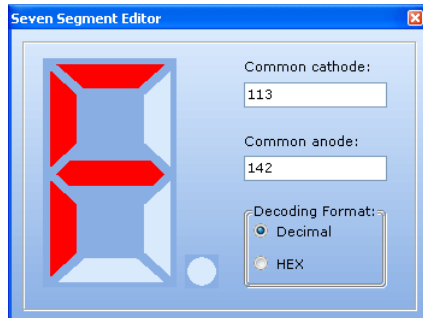 Seven Segment Editor
Common cathode:
113
Common anode:
142
Decoding Format:
Decimal
HEX